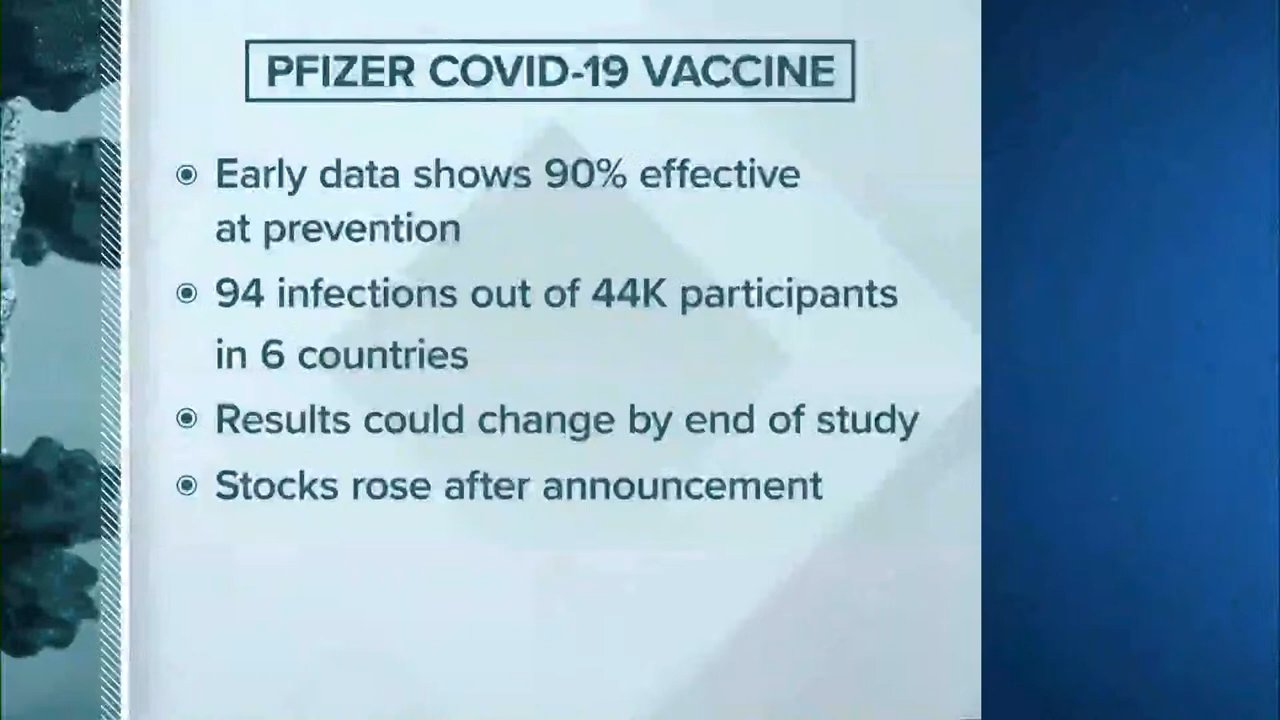 PFIZER COVID-19 VACCINE
Early data shows 90% effective
at prevention
94 infections out of 44K participants
in 6 countries
Results could change by end of study
Stocks rose after announcement